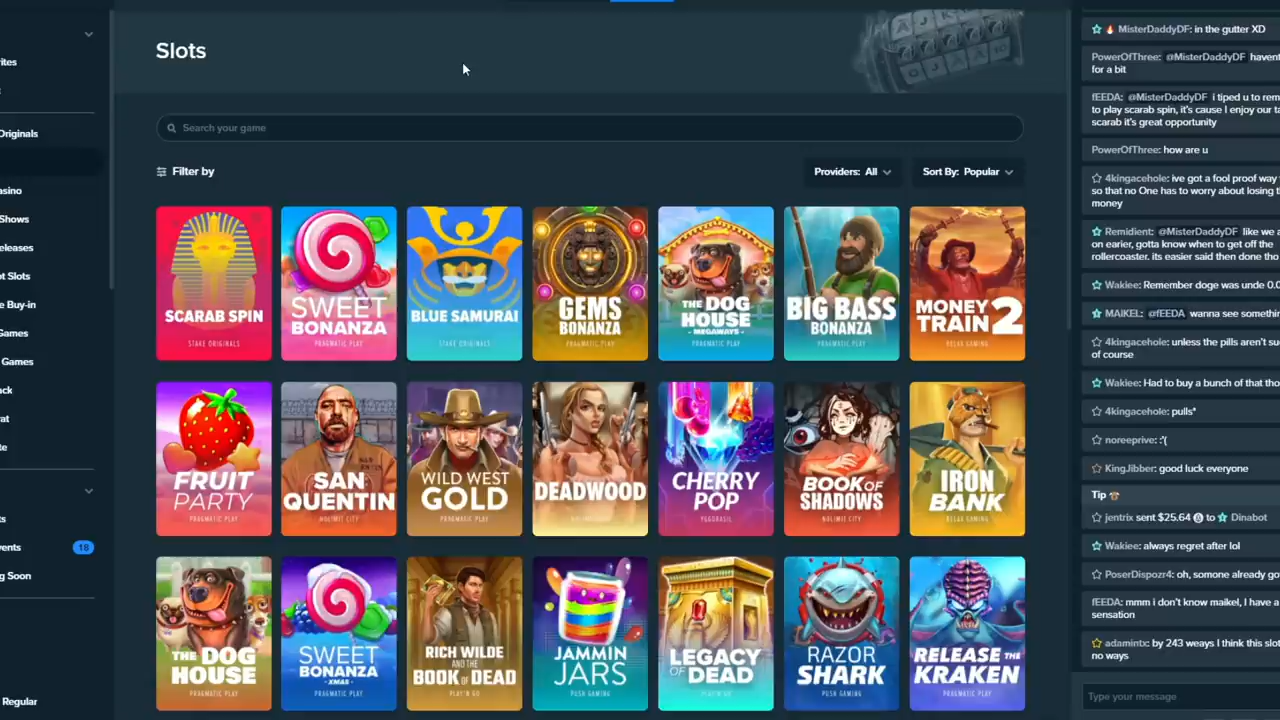 Slots
Search your game
Filter by
Providers: All
Sort By: Popular
SCARAB SPIN
STAKE ORIGINALS
SWEET
BONANZA
PRAGMATIC PLAY
BLUE SAMURAI
STAKE ORIGINALS
GEMS
BONANZA
PRAGMATIC PLAY
THE DOG
HOUSE
-MEGAWAYS-
PRAGMATIC PLAY
BIG BASS
BONANZA
PRAGMATIC PLAY
MONEY
TRAIN 2
RELAX GAMING
FRUIT
PARTY
PRAGMATIC PLAY
SAN
QUENTIN
NOLIMIT CITY
WILD WEST
GOLD
PRAGMATIC PLAY
DEADWOOD
CHERRY
POP
YGGDRASIL
BOOK OF
SHADOWS
NOLIMIT CITY
IRON
BANK
RELAX GAMING
THE DOG
HOUSE
PRAGMATIC PLAY
SWEET
BONANZA
-XMAS-
PRAGMATIC PLAY
RICH WILDE
AND THE
BOOK OF DEAD
PLAY'N GO
JAMMIN
JARS
PUSH GAMING
LEGACY
OF DEAD
PLAY'N GO
RAZOR
SHARK
PUSH GAMING
RELEASE THE
KRAKEN
PRAGMATIC PLAY
rites
Originals
asino
Shows
eleases
ot Slots
e Buy-in
Games
Games
ack
rat
te
ts
vents
18
g Soon
Regular
MisterDaddyDF: in the gutter XD
PowerOfThree: @MisterDaddyDF havent
for a bit
fEEDA: @MisterDaddyDF i tiped u to rem
to play scarab spin, it's cause I enjoy our ta
scarab it's great opportunity
PowerOfThree: how are u
4kingacehole: ive got a fool proof way
so that no One has to worry about losing t
money
Remidient: @MisterDaddyDF like we a
on earier, gotta know when to get off the
rollercoaster. its easier said then done tho
Wakiee: Remember doge was unde 0.0
MAIKEL: @fEEDA wanna see somethin
4kingacehole: unless the pills aren't su
of course
Wakiee: Had to buy a bunch of that tho
4kingacehole: pulls*
noreeprive: :'(
KingJibber: good luck everyone
Tip
jentrix sent $25.64 to Dinabot
Wakiee: always regret after lol
PoserDispozr4: oh, somone already go
fEEDA: mmm i don't know maikel, I have a
sensation
adamintx: by 243 weveys I think this slot
no ways
Type your message